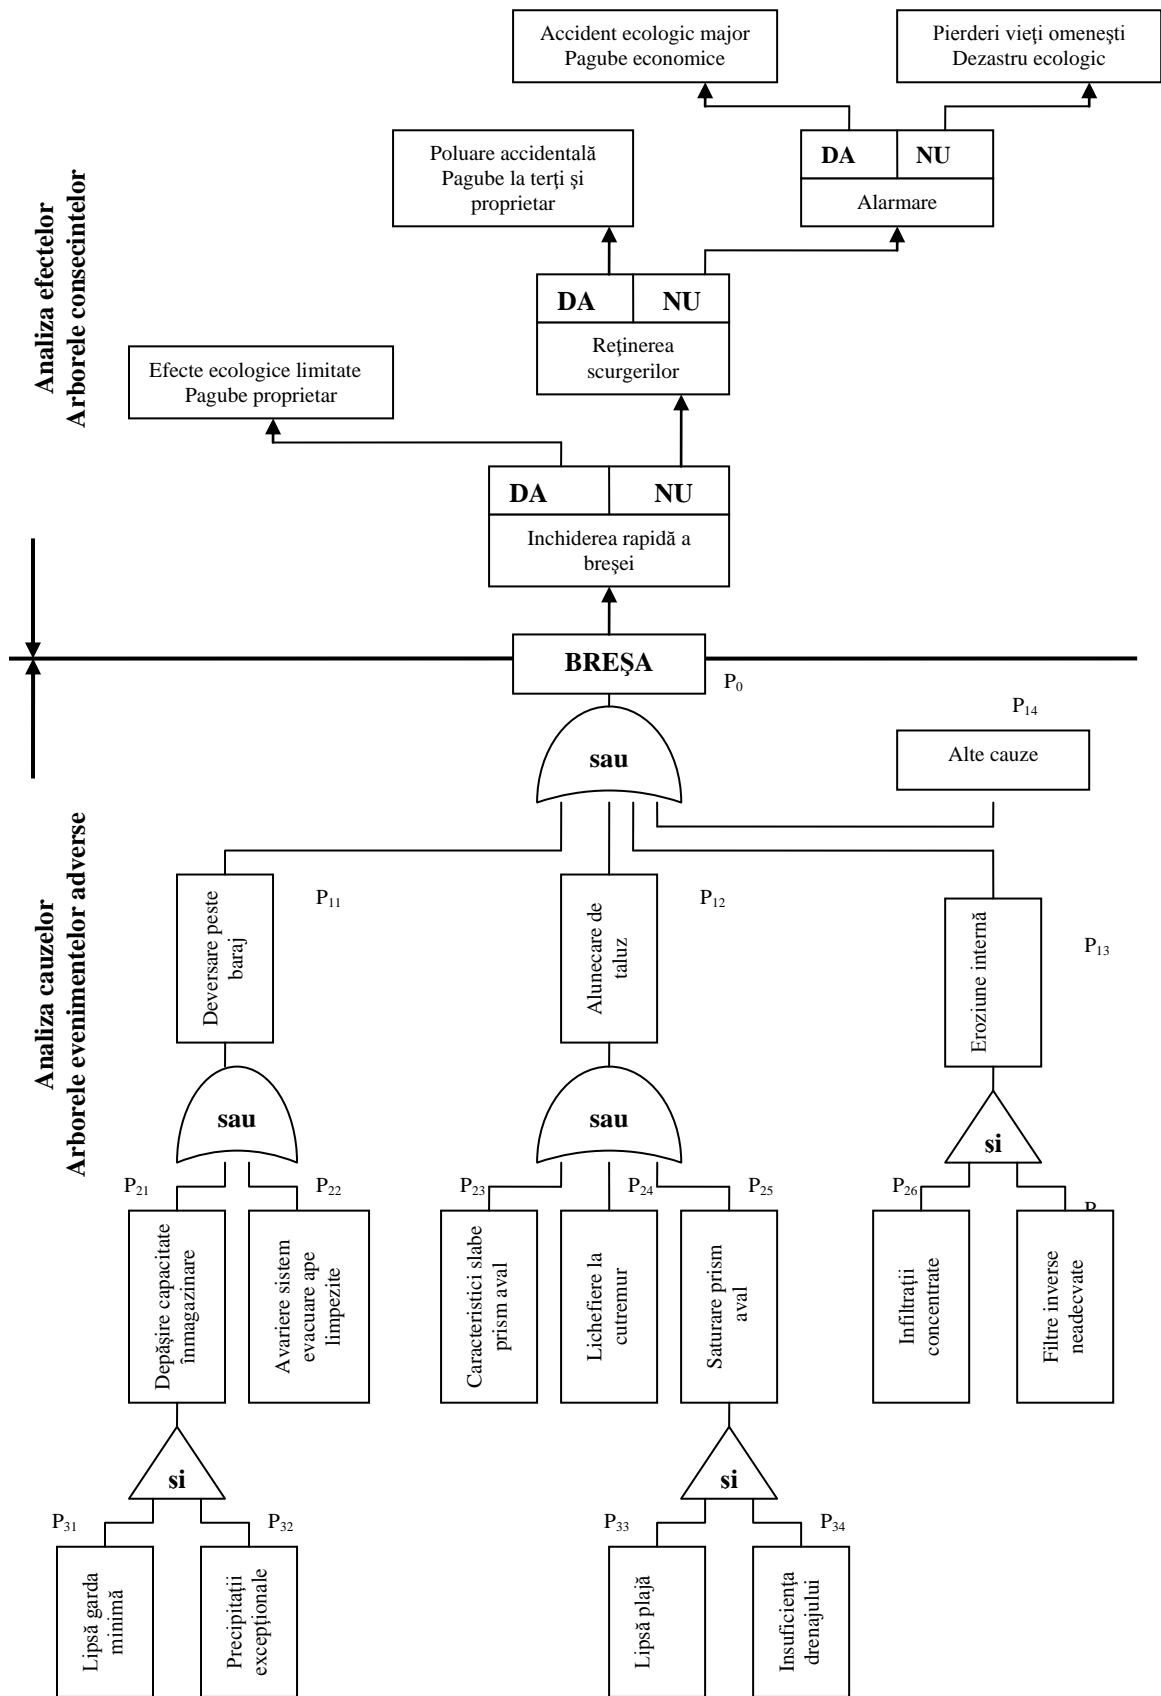 Accident ecologic major
Pagube economice
Pierderi vieţi omeneşti
Dezastru ecologic
DA
NU
Alarmare
Poluare accidentală
Pagube la terţi şi
proprietar
DA
NU
Reţinerea
scurgerilor
Efecte ecologice limitate
Pagube proprietar
DA
NU
Inchiderea rapidă a
breşei
Analiza efectelor
Arborele consecintelor
BREŞA
P0
sau
P14
Alte cauze
Analiza cauzelor
Arborele evenimentelor adverse
Deversare peste
baraj
P11
Alunecare de
taluz
P12
Eroziune internă
P13
sau
sau
si
P21
P22
P23
P24
P25
P26
Depăşire capacitate
înmagazinare
Avariere sistem
evacuare ape
limpezite
Caracteristici slabe
prism aval
Lichefiere la
cutremur
Saturare prism
aval
Infiltraţii
concentrate
Filtre inverse
neadecvate
si
si
P31
P32
P33
P34
Lipsă garda
minimă
Precipitaţii
excepţionale
Lipsă plajă
Insuficienţa
drenajului